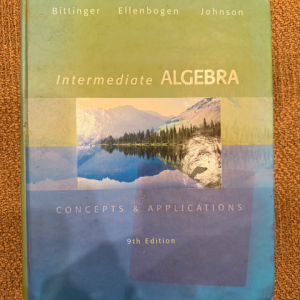 Bittinger Ellenbogen Johnson
Intermediate ALGEBRA
CONCEPTS & APPLICATIONS
9th Edition